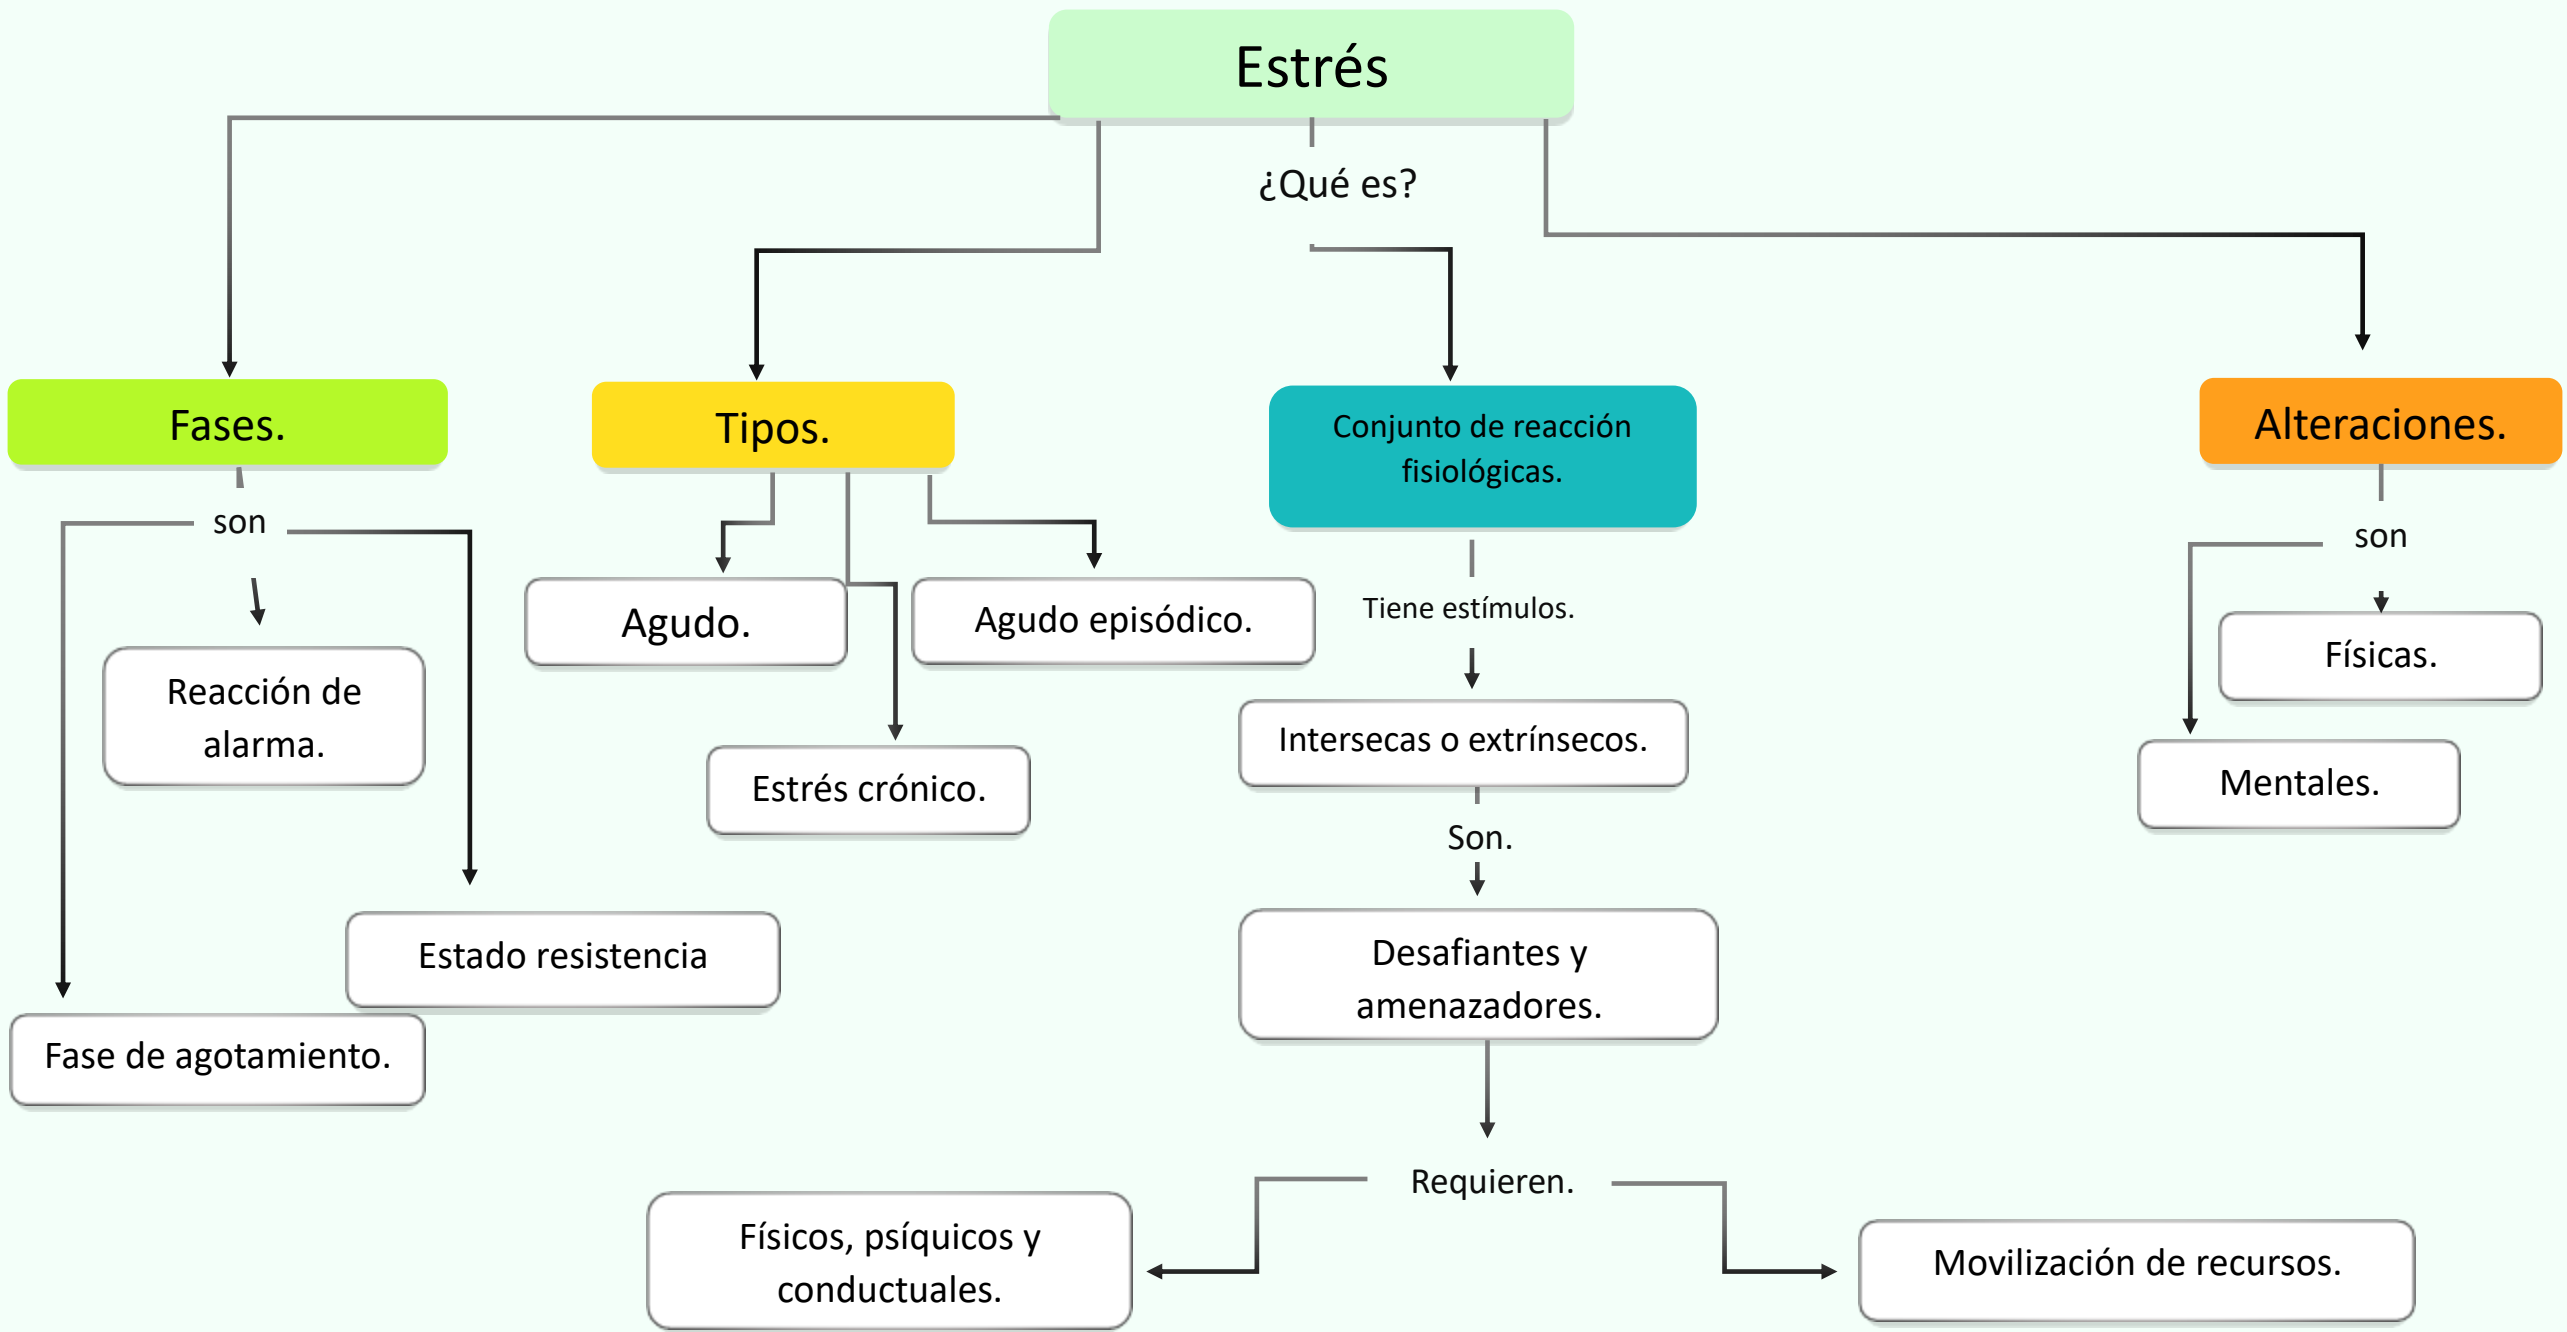 Estrés
¿Qué es?
Fases.
Tipos.
Conjunto de reacción
fisiológicas.
Alteraciones.
son
Reacción de
alarma.
Estado resistencia
Fase de agotamiento.
Agudo.
Agudo episódico.
Estrés crónico.
Tiene estímulos.
Intersecas o extrínsecos.
Son.
Desafiantes y
amenazadores.
Requieren.
Físicos, psíquicos y
conductuales.
Movilización de recursos.
son
Físicas.
Mentales.